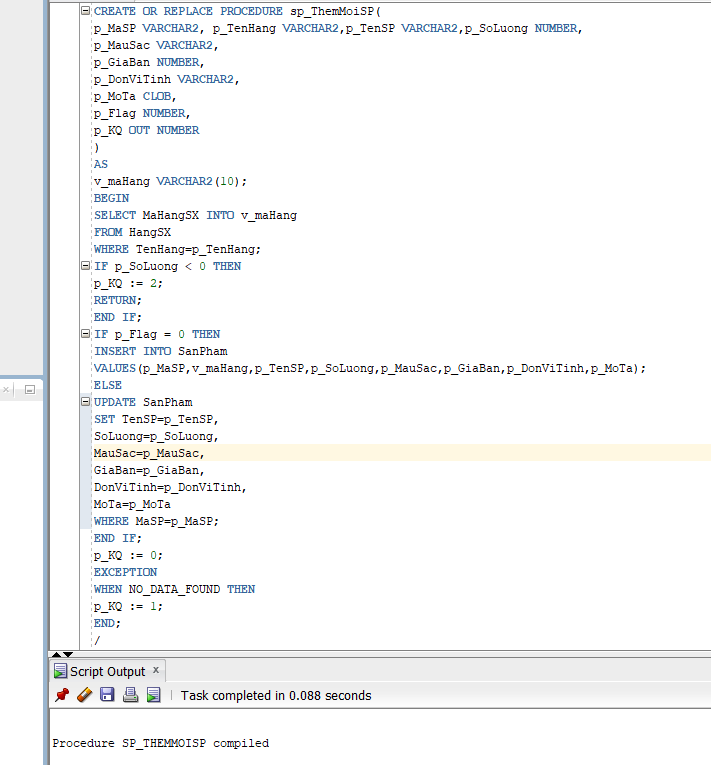 CREATE OR REPLACE PROCEDURE sp_ThemMoiSP(
p_MaSP VARCHAR2, p_TenHang VARCHAR2,p_TenSP VARCHAR2,p_SoLuong NUMBER,
p_MauSac VARCHAR2,
p_GiaBan NUMBER,
p_DonViTinh VARCHAR2,
p_MoTa CLOB,
p_Flag NUMBER,
p_KQ OUT NUMBER
)
AS
v_maHang VARCHAR2(10);
BEGIN
SELECT MaHangSX INTO v_maHang
FROM HangSX
WHERE TenHang=p_TenHang;
IF p_SoLuong < 0 THEN
p_KQ := 2;
RETURN;
END IF;
IF p_Flag = 0 THEN
INSERT INTO SanPham
VALUES(p_MaSP,v_maHang,p_TenSP,p_SoLuong,p_MauSac,p_GiaBan,p_DonViTinh,p_MoTa);
ELSE
UPDATE SanPham
SET TenSP=p_TenSP,
SoLuong=p_SoLuong,
MauSac=p_MauSac,
GiaBan=p_GiaBan,
DonViTinh=p_DonViTinh,
MoTa=p_MoTa
WHERE MaSP=p_MaSP;
END IF;
p_KQ := 0;
EXCEPTION
WHEN NO_DATA_FOUND THEN
p_KQ := 1;
END;
/
Script Output
Task completed in 0.088 seconds
Procedure SP_THEMMOISP compiled